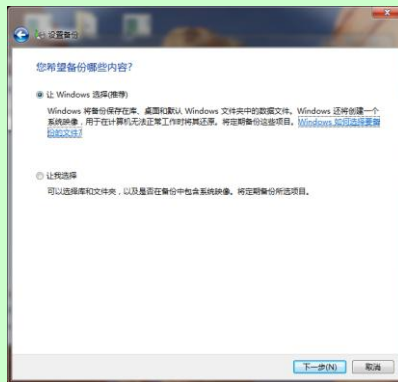 设置备份
您希望备份哪些内容?
让 Windows 选择(推荐)
Windows 将备份保存在库、桌面和默认 Windows 文件夹中的数据文件。Windows 还将创建一个
系统映像，用于在计算机无法正常工作时将其还原。将定期备份这些项目。Windows 如何选择要备
份的文件?
让我选择
可以选择库和文件夹，以及是否在备份中包含系统映像。将定期备份所选项目。
下一步(N)
取消